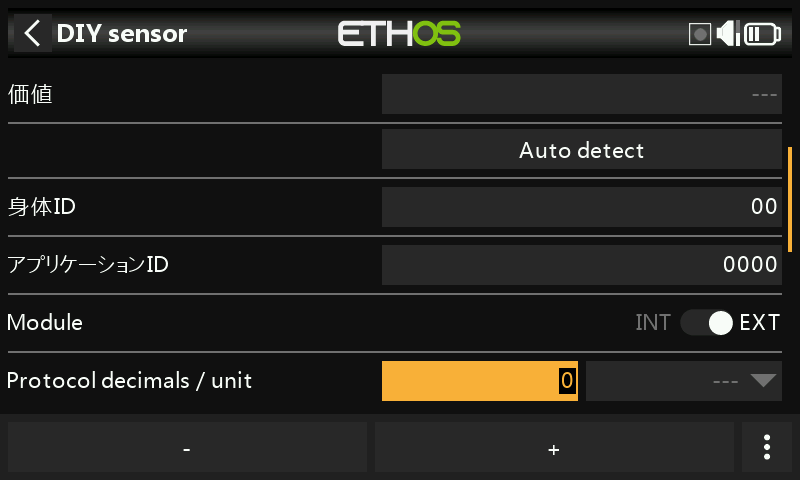 DIY sensor ETHOS
価値 ---
Auto detect
身体ID 00
アプリケーションID 0000
Module INT EXT
Protocol decimals / unit 0 ---
- +